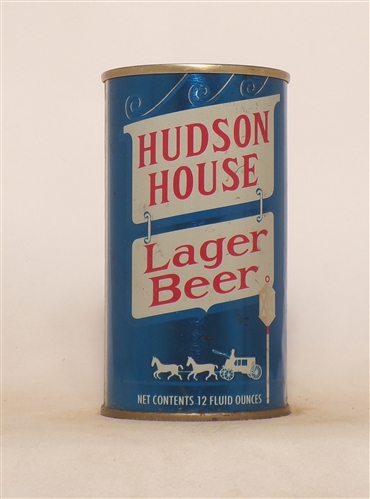 HUDSON
HOUSE
Lager
Beer
NET CONTENTS 12 FLUID OUNCES